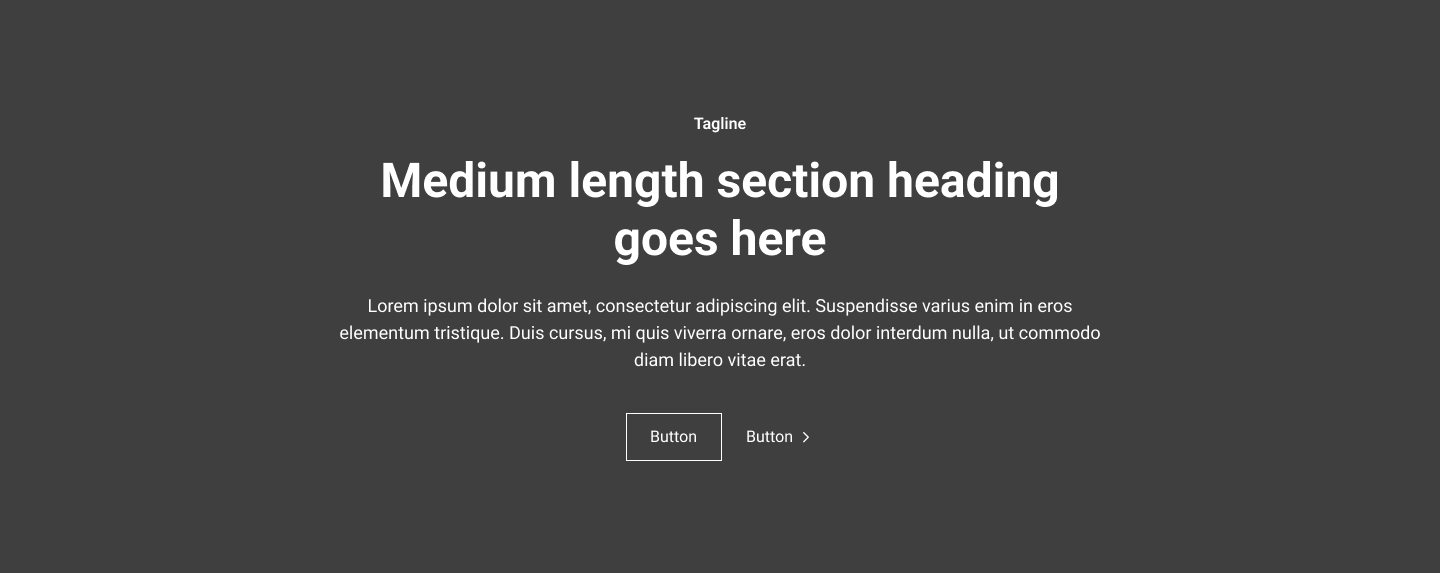 Tagline
Medium length section heading
goes here
Lorem ipsum dolor sit amet, consectetur adipiscing elit. Suspendisse varius enim in eros
elementum tristique. Duis cursus, mi quis viverra ornare, eros dolor interdum nulla, ut commodo
diam libero vitae erat.
Button
Button